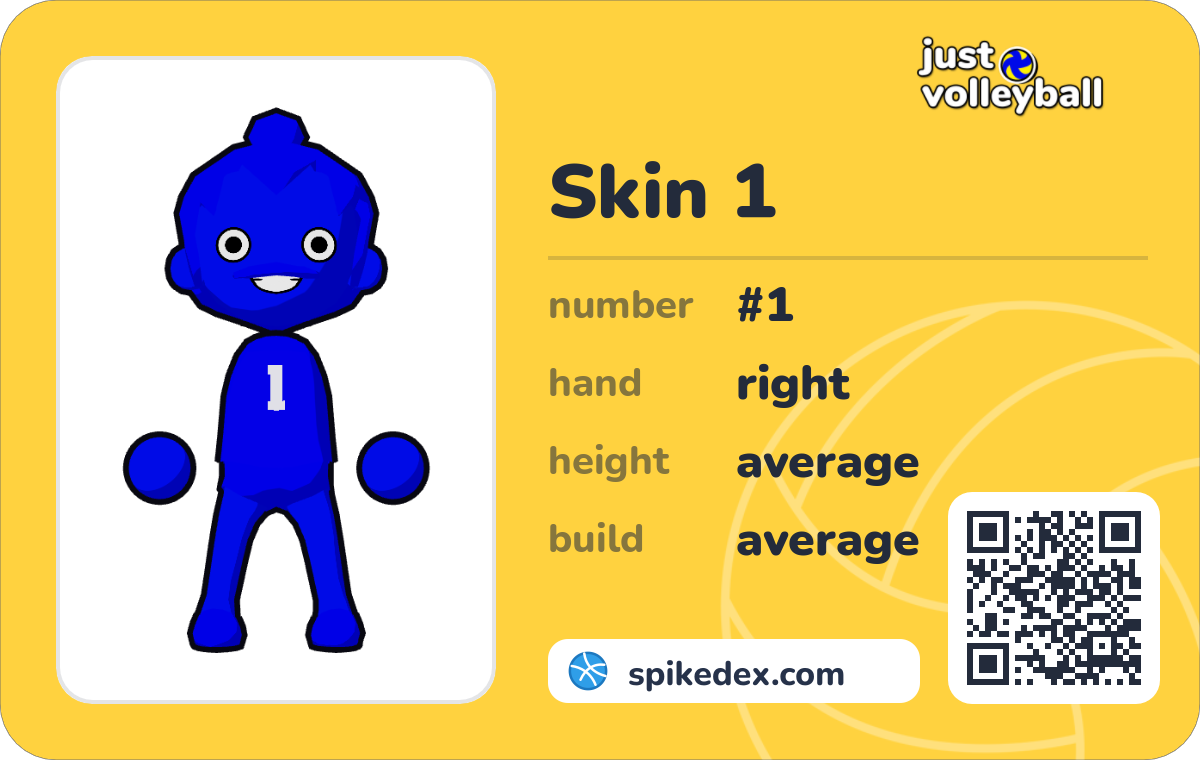 just
volleyball
Skin 1
number #1
hand right
height average
build average
spikedex.com
1